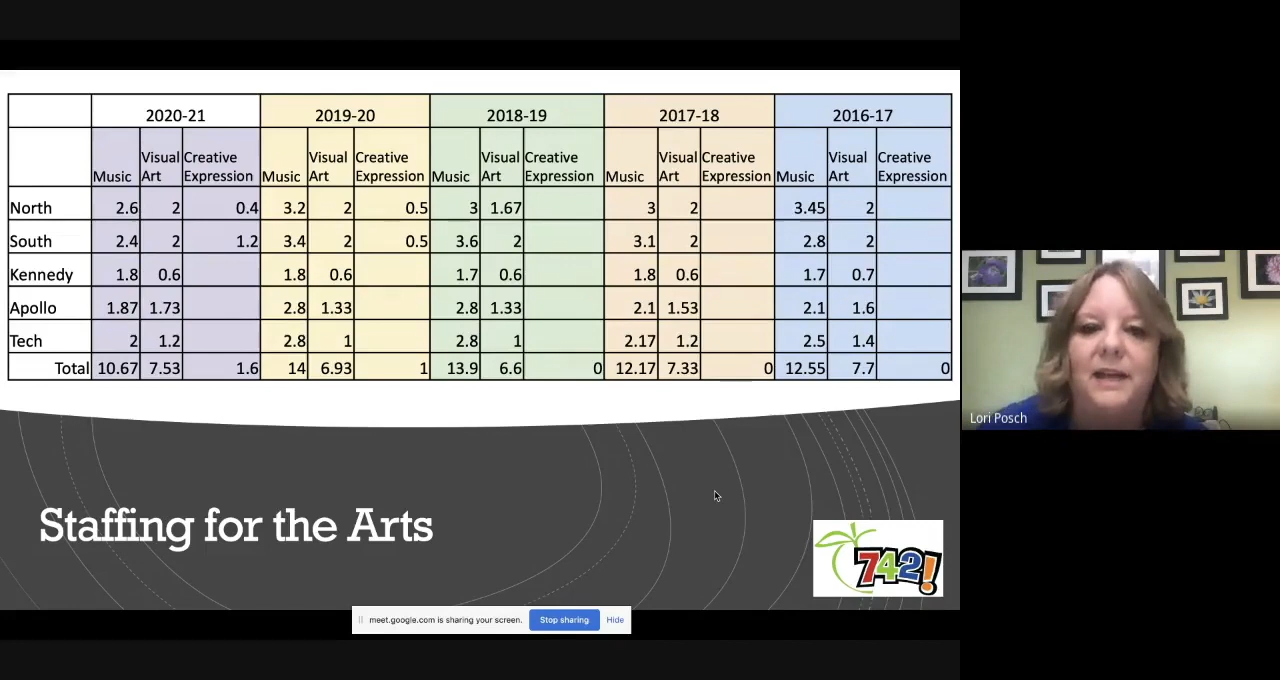 2020-21 2019-20 2018-19 2017-18 2016-17
Music Visual Art Creative Expression Music Visual Art Creative Expression Music Visual Art Creative Expression Music Visual Art Creative Expression Music Visual Art Creative Expression
North 2.6 2 0.4 3.2 2 0.5 3 1.67 3 2 3.45 2
South 2.4 2 1.2 3.4 2 0.5 3.6 2 3.1 2 2.8 2
Kennedy 1.8 0.6 1.8 0.6 1.7 0.6 1.8 0.6 1.7 0.7
Apollo 1.87 1.73 2.8 1.33 2.8 1.33 2.1 1.53 2.1 1.6
Tech 2 1.2 2.8 1 2.8 1 2.17 1.2 2.5 1.4
Total 10.67 7.53 1.6 14 6.93 1 13.9 6.6 0 12.17 7.33 0 12.55 7.7 0
Lori Posch
Staffing for the Arts
742!
meet.google.com is sharing your screen. Stop sharing Hide